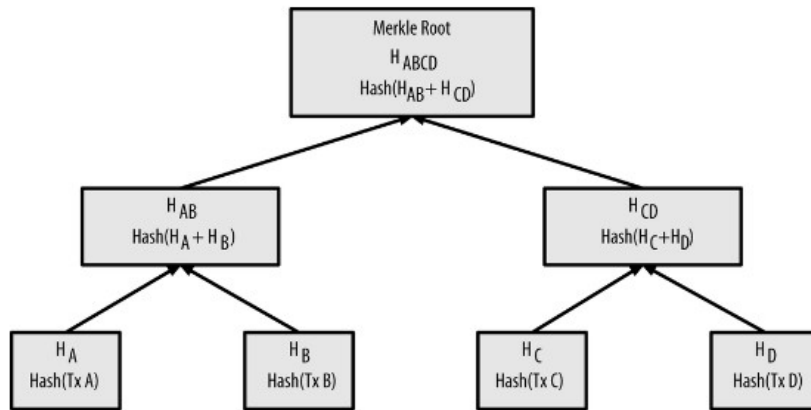 Merkle Root
H ABCD
Hash(H AB + H CD)
H AB
Hash(H A + H B)
H CD
Hash(H C+H D)
H A
Hash(Tx A)
H B
Hash(Tx B)
H C
Hash(Tx C)
H D
Hash(Tx D)